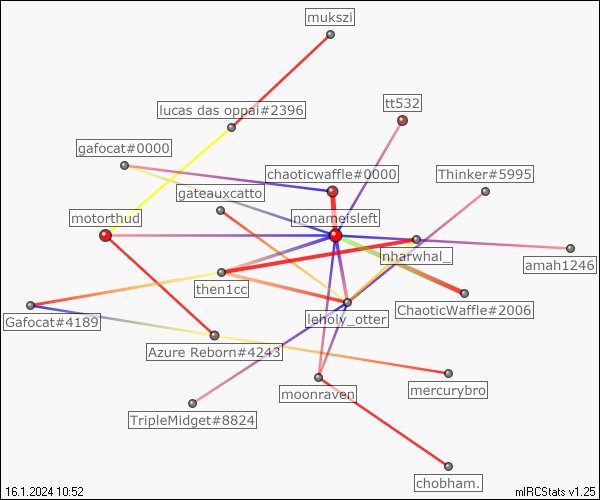 mukszi
lucas das oppai#2396
tt532
gafocat#0000
chaoticwaffle#0000
Thinker#5995
gateauxcatto
motorthud
nonameisleft
nharwhal_
amah1246
then1cc
ChaoticWaffle#2006
Gafocat#4189
leholy_otter
Azure Reborn#4243
moonraven
mercurybro
TripleMidget#8824
chobham.
16.1.2024 10:52
mIRCStats v1.25